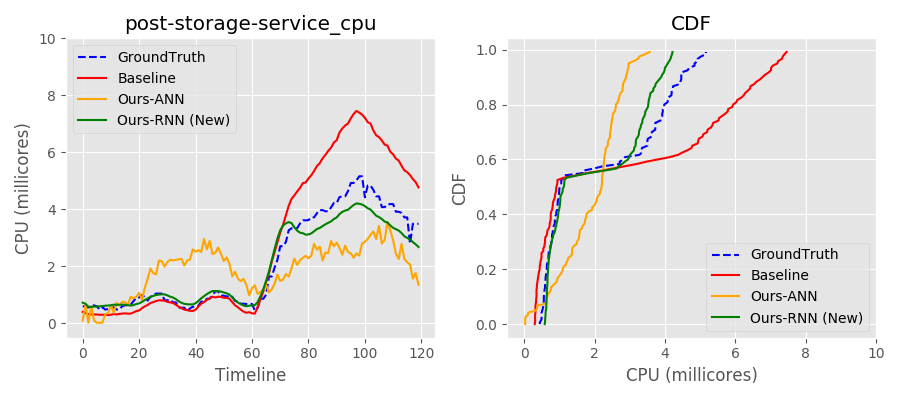 post-storage-service_cpu
CPU (millicores)
10
8
6
4
2
0
GroundTruth
Baseline
Ours-ANN
Ours-RNN (New)
0 20 40 60 80 100 120
Timeline
CDF
CDF
1.0
0.8
0.6
0.4
0.2
0.0
GroundTruth
Baseline
Ours-ANN
Ours-RNN (New)
0 2 4 6 8 10
CPU (millicores)